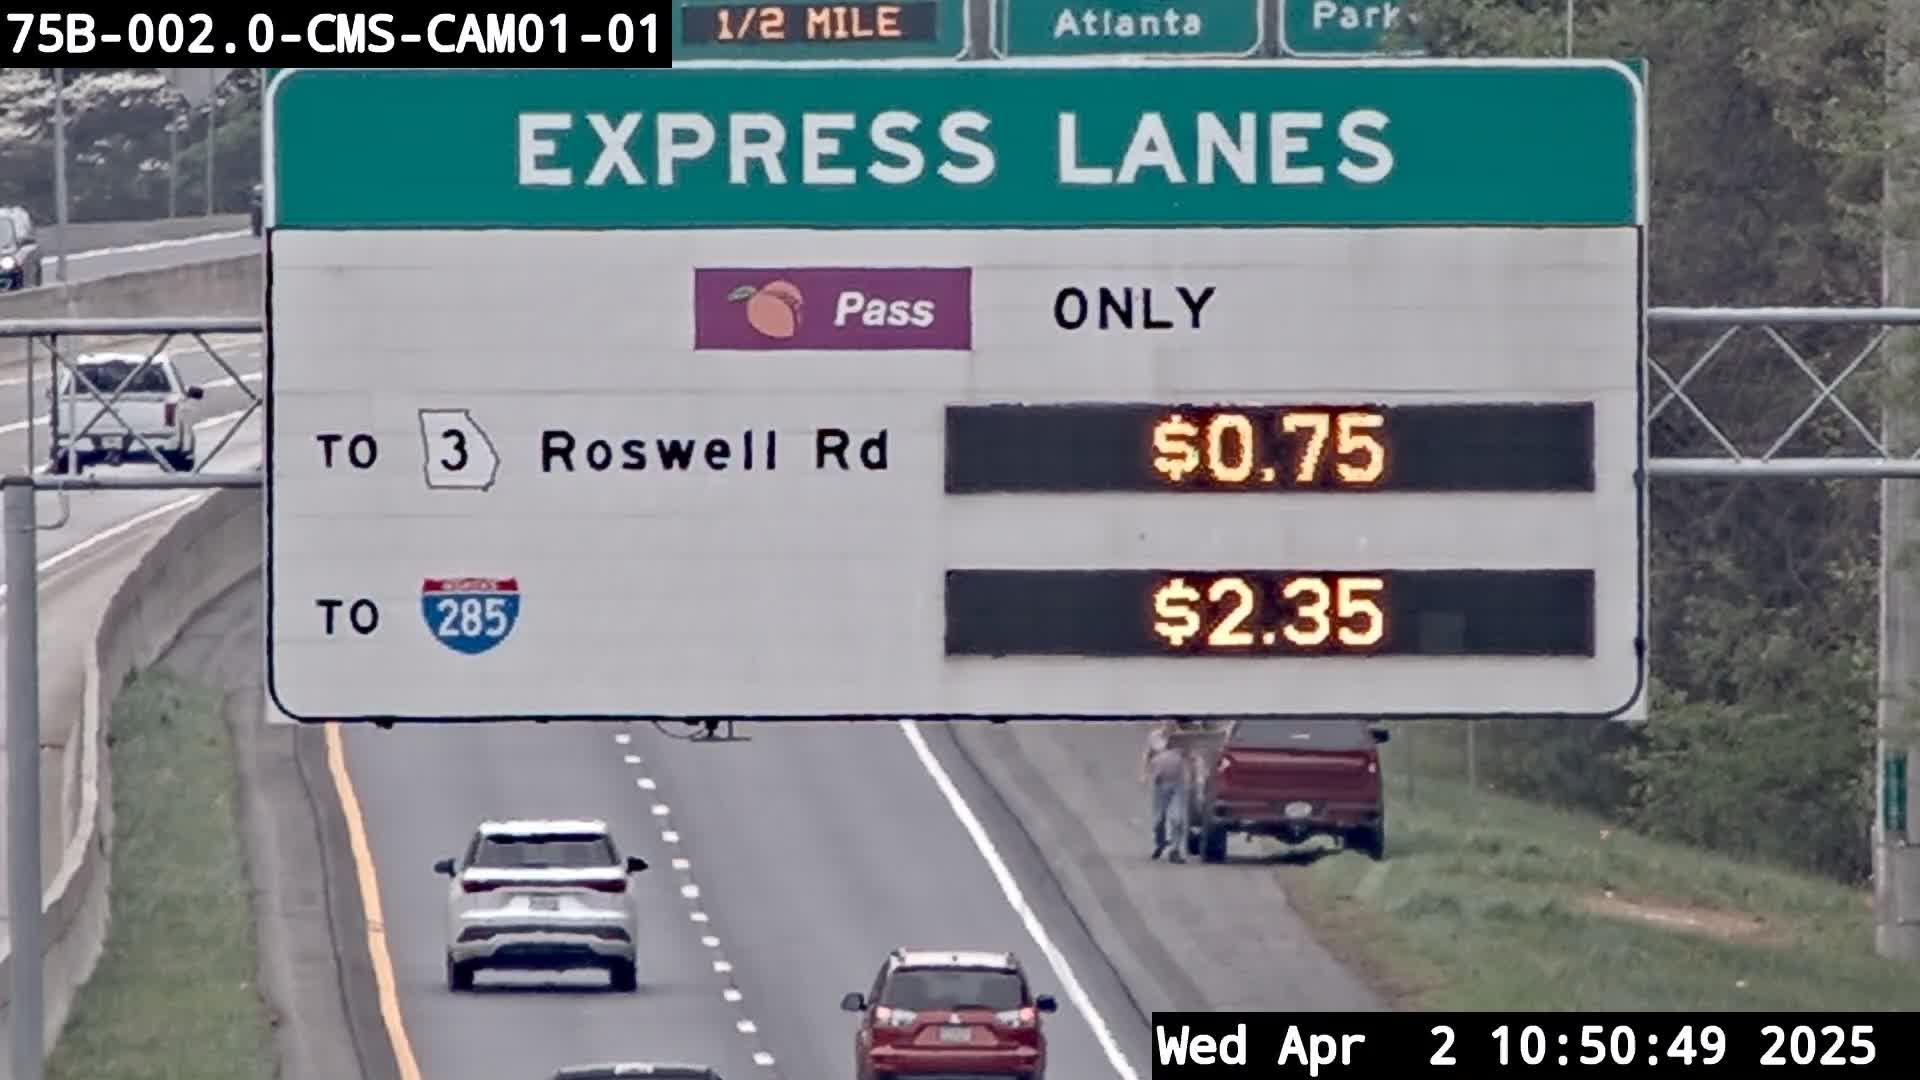 75B-002.0-CMS-CAM01-01
1/2 MILE
Atlanta
Park
EXPRESS LANES
Pass ONLY
TO 3 Roswell Rd $0.75
TO 285 $2.35
Wed Apr 2 10:50:49 2025